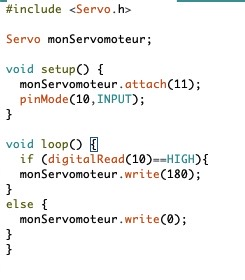 #include <Servo.h>
Servo monServomoteur;
void setup() {
  monServomoteur.attach(11);
  pinMode(10,INPUT);
}
void loop() {
  if (digitalRead(10)==HIGH){
  monServomoteur.write(180);
}
else {
  monServomoteur.write(0);
}
}